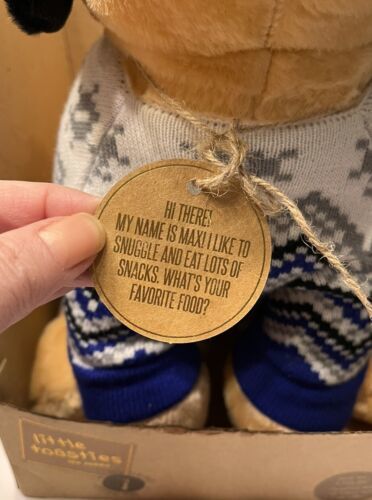 HI THERE!
MY NAME IS MAX! I LIKE TO
SNUGGLE AND EAT LOTS OF
SNACKS. WHAT'S YOUR
FAVORITE FOOD?
little
toasties